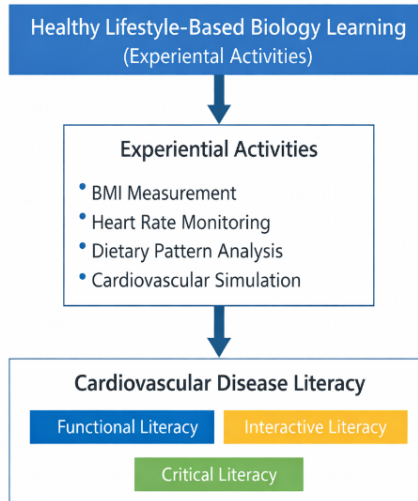 Healthy Lifestyle-Based Biology Learning
(Experiental Activities)
Experiential Activities
• BMI Measurement
• Heart Rate Monitoring
• Dietary Pattern Analysis
• Cardiovascular Simulation
Cardiovascular Disease Literacy
Functional Literacy
Interactive Literacy
Critical Literacy